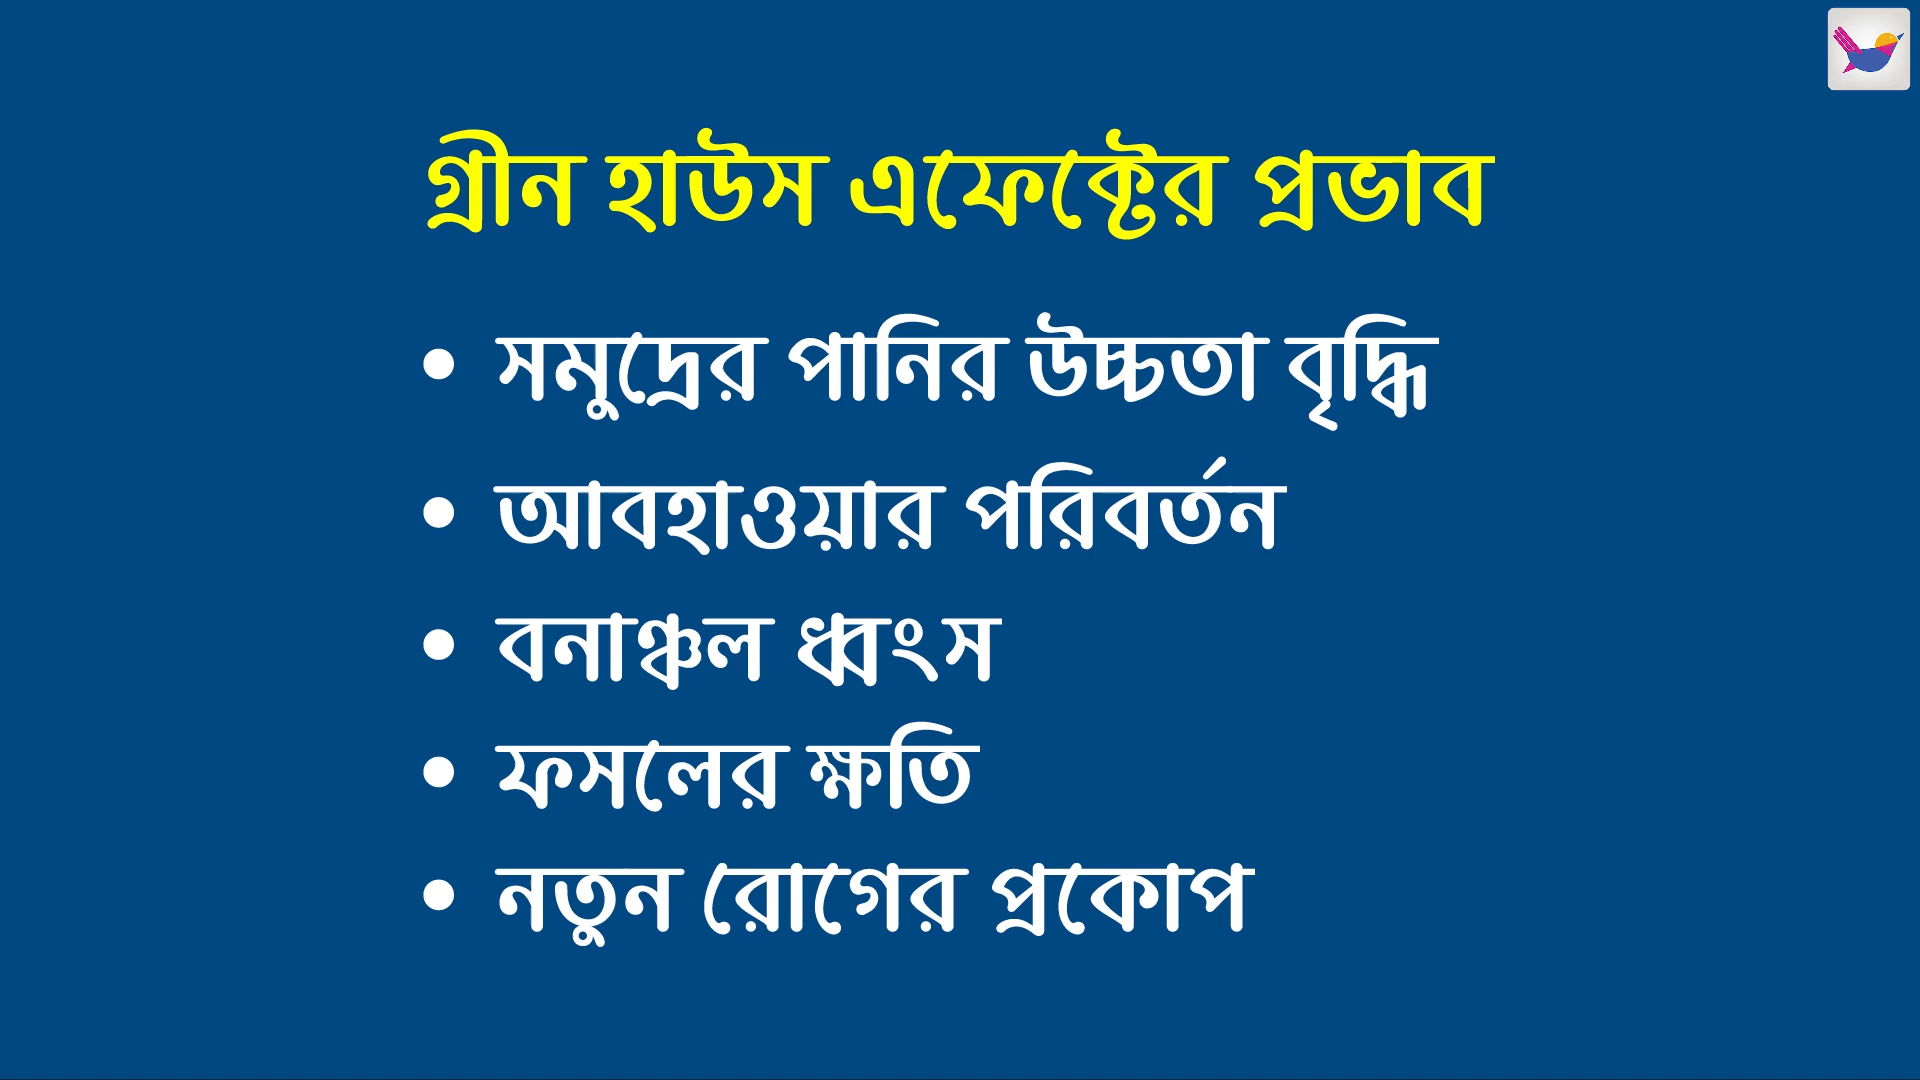 গ্রীন হাউস এফেক্টের প্রভাব
• সমুদ্রের পানির উচ্চতা বৃদ্ধি
• আবহাওয়ার পরিবর্তন
• বনাঞ্চল ধ্বংস
• ফসলের ক্ষতি
• নতুন রোগের প্রকোপ